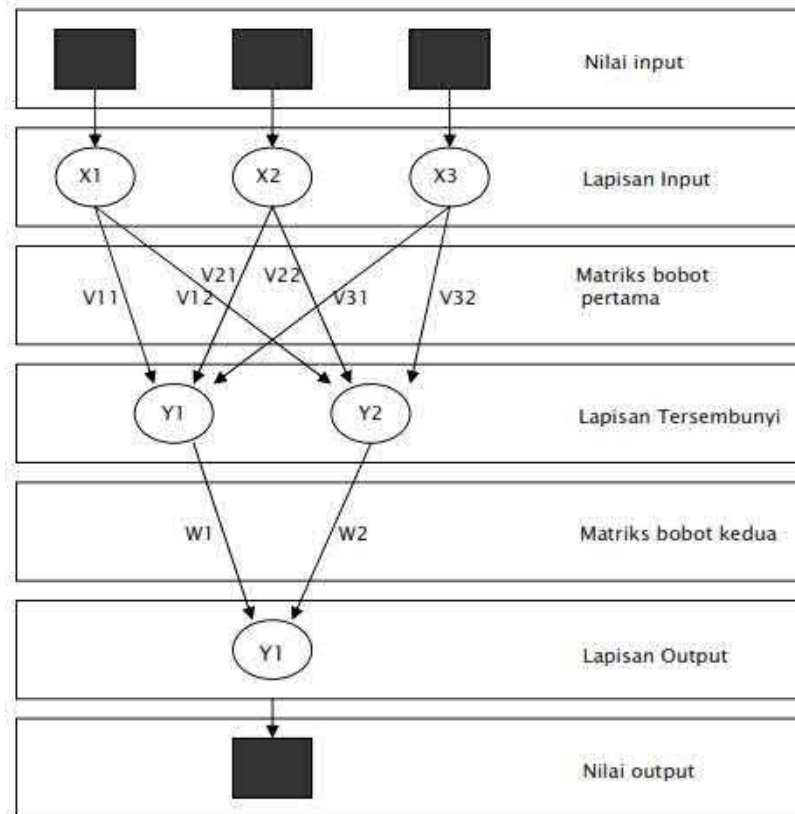 Nilai input
X1
X2
X3
Lapisan Input
V11
V12
V21
V22
V31
V32
Matriks bobot
pertama
Y1
Y2
Lapisan Tersembunyi
W1
W2
Matriks bobot kedua
Y1
Lapisan Output
Nilai output